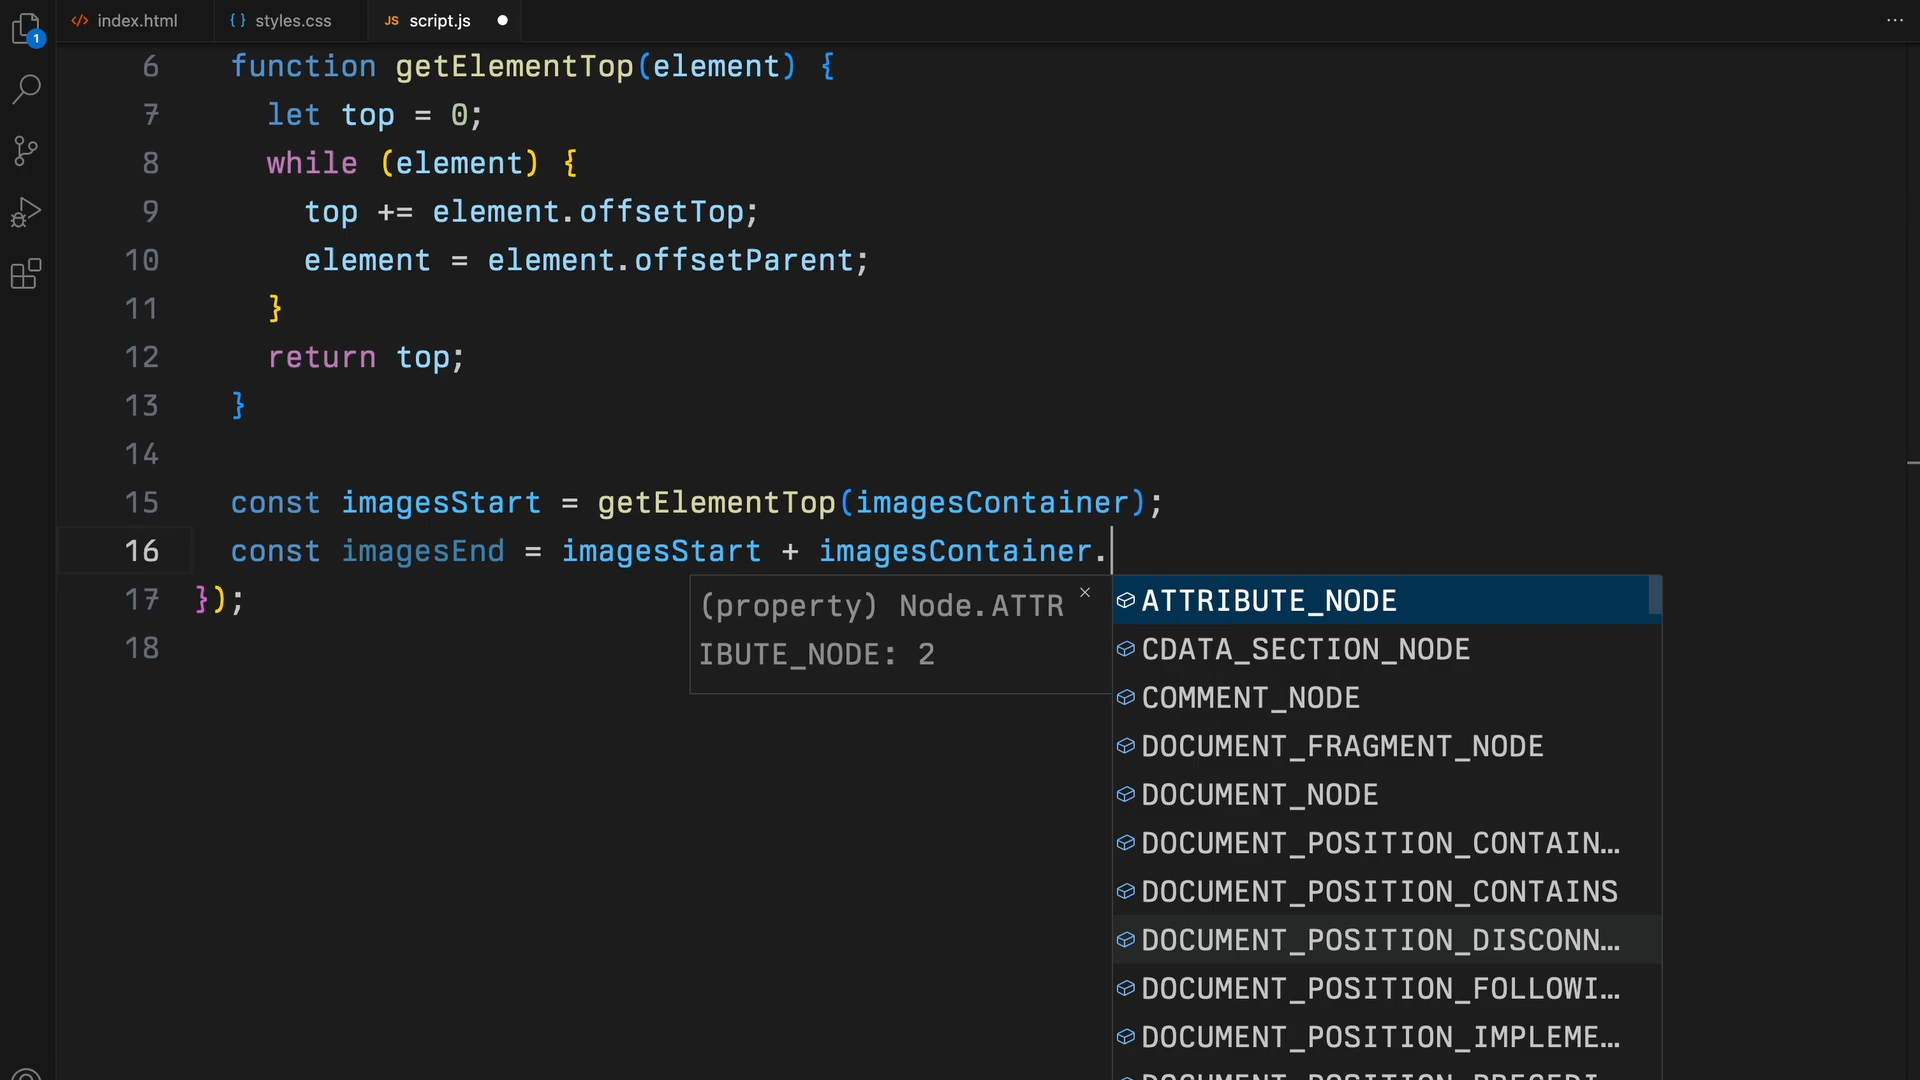 1
</> index.html
{} styles.css
JS script.js
...
6 function getElementTop(element) {
7 let top = 0;
8 while (element) {
9 top += element.offsetTop;
10 element = element.offsetParent;
11 }
12 return top;
13 }
14
15 const imagesStart = getElementTop(imagesContainer);
16 const imagesEnd = imagesStart + imagesContainer.
17 });
18
(property) Node.ATTR
IBUTE_NODE: 2
ATTRIBUTE_NODE
CDATA_SECTION_NODE
COMMENT_NODE
DOCUMENT_FRAGMENT_NODE
DOCUMENT_NODE
DOCUMENT_POSITION_CONTAIN…
DOCUMENT_POSITION_CONTAINS
DOCUMENT_POSITION_DISCONN…
DOCUMENT_POSITION_FOLLOWI…
DOCUMENT_POSITION_IMPLEME…